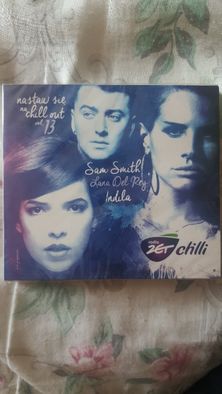 nastaw się
na chill out
vol. 13
Sam Smith
Lana Del Rey
Indila
radio
ZET chilli